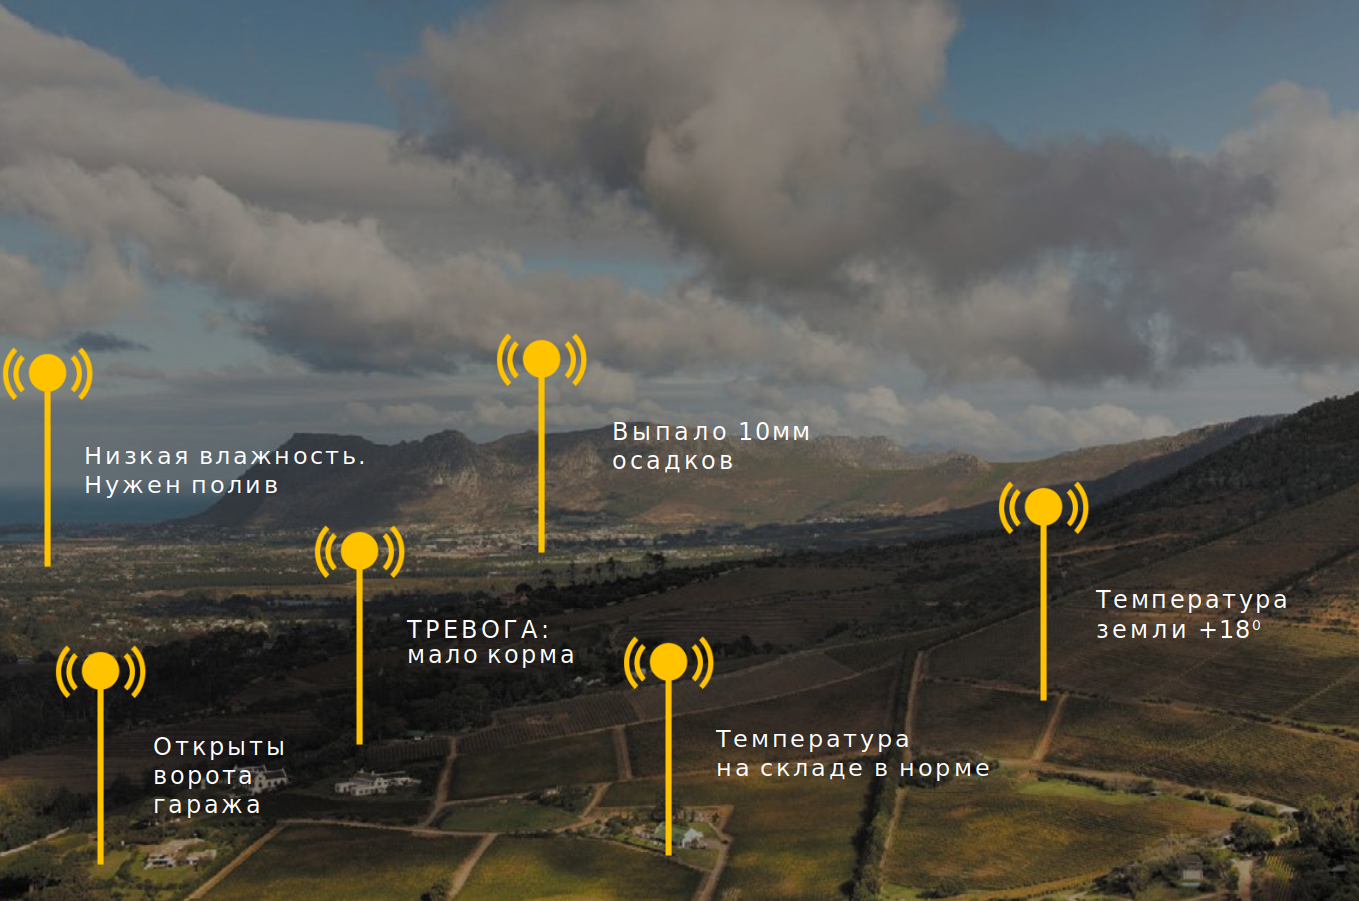 Выпало 10мм
осадков
Низкая влажность.
Нужен полив
Температура
земли +18⁰
ТРЕВОГА:
мало корма
Температура
на складе в норме
Открыты
ворота
гаража